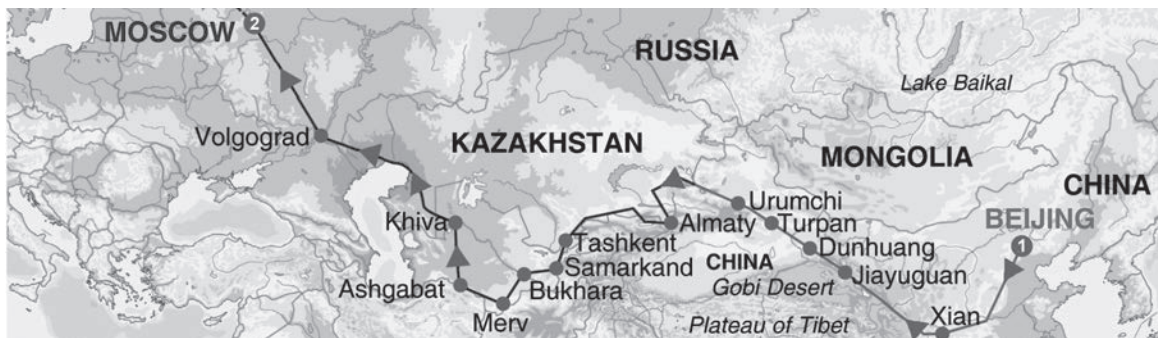 MOSCOW 2
RUSSIA
Lake Baikal
Volgograd
KAZAKHSTAN
MONGOLIA
CHINA
Urumchi
BEIJING
1
Khiva
Almaty
Turpan
Tashkent
Dunhuang
Samarkand
CHINA
Jiayuguan
Ashgabat
Bukhara
Gobi Desert
Merv
Plateau of Tibet
Xian